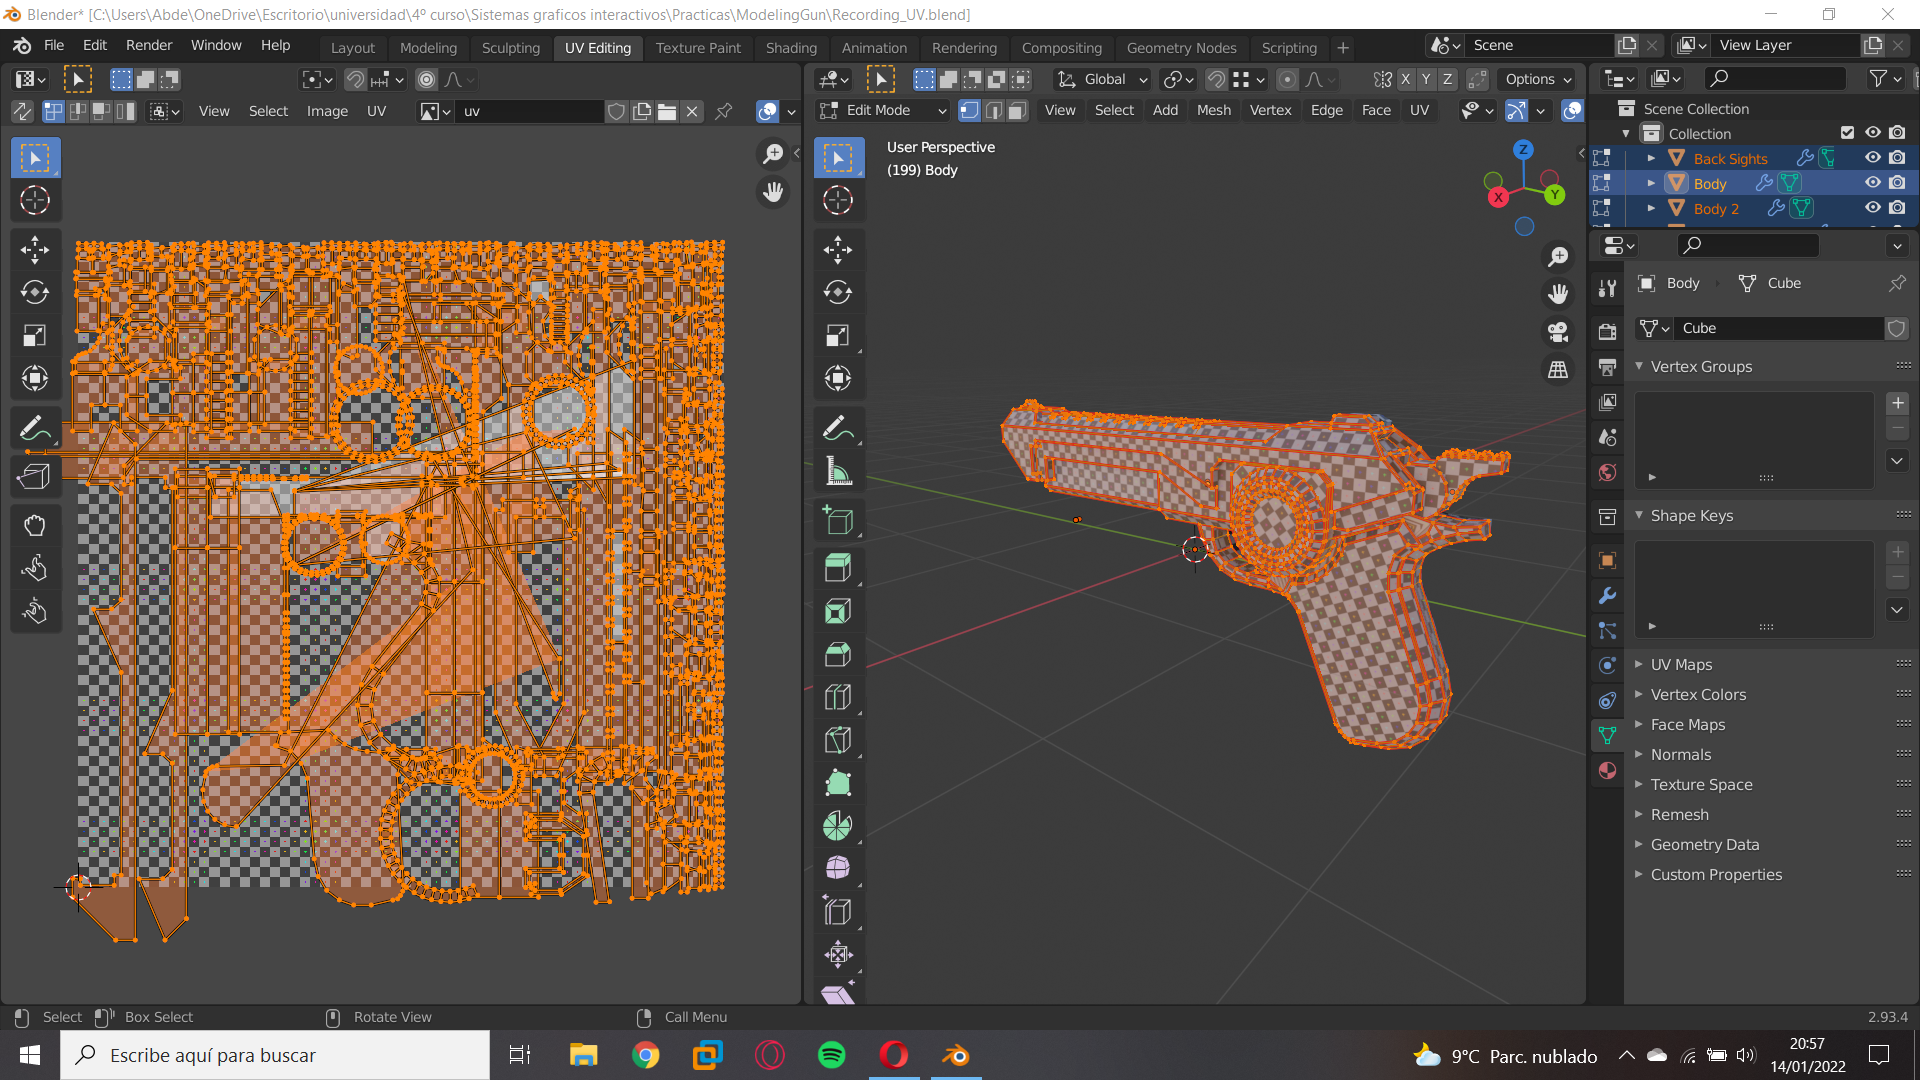 Blender* [C:\Users\Abde\OneDrive\Escritorio\universidad\4º curso\Sistemas graficos interactivos\Practicas\ModelingGun\Recording_UV.blend]
File Edit Render Window Help Layout Modeling Sculpting UV Editing Texture Paint Shading Animation Rendering Compositing Geometry Nodes Scripting + Scene View Layer
Global X Y Z Options
View Select Image UV uv Edit Mode View Select Add Mesh Vertex Edge Face UV
Scene Collection
Collection
Back Sights
Body
Body 2
User Perspective
(199) Body
Z
X
Y
Body Cube
Cube
Vertex Groups
Shape Keys
UV Maps
Vertex Colors
Face Maps
Normals
Texture Space
Remesh
Geometry Data
Custom Properties
Select Box Select Rotate View Call Menu 2.93.4
Escribe aquí para buscar
9°C Parc. nublado
20:57
14/01/2022